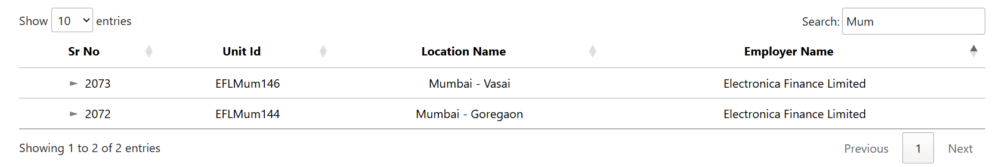 Show 10 entries Search: Mum
Sr No Unit Id Location Name Employer Name
2073 EFLMum146 Mumbai - Vasai Electronica Finance Limited
2072 EFLMum144 Mumbai - Goregaon Electronica Finance Limited
Showing 1 to 2 of 2 entries Previous 1 Next